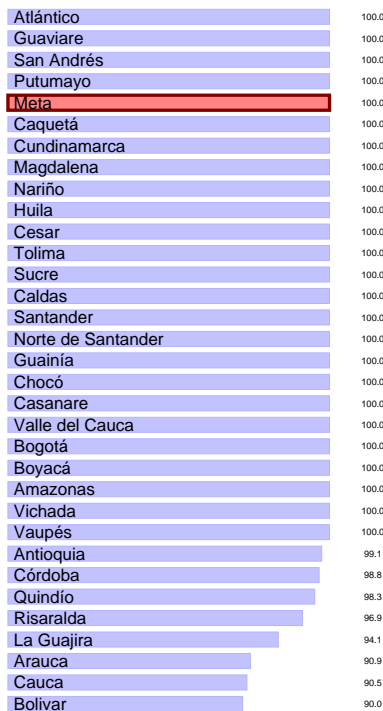 Atlántico 100.0
Guaviare 100.0
San Andrés 100.0
Putumayo 100.0
Meta 100.0
Caquetá 100.0
Cundinamarca 100.0
Magdalena 100.0
Nariño 100.0
Huila 100.0
Cesar 100.0
Tolima 100.0
Sucre 100.0
Caldas 100.0
Santander 100.0
Norte de Santander 100.0
Guainía 100.0
Chocó 100.0
Casanare 100.0
Valle del Cauca 100.0
Bogotá 100.0
Boyacá 100.0
Amazonas 100.0
Vichada 100.0
Vaupés 100.0
Antioquia 99.1
Córdoba 98.8
Quindío 98.3
Risaralda 96.9
La Guajira 94.1
Arauca 90.9
Cauca 90.5
Bolivar 90.0